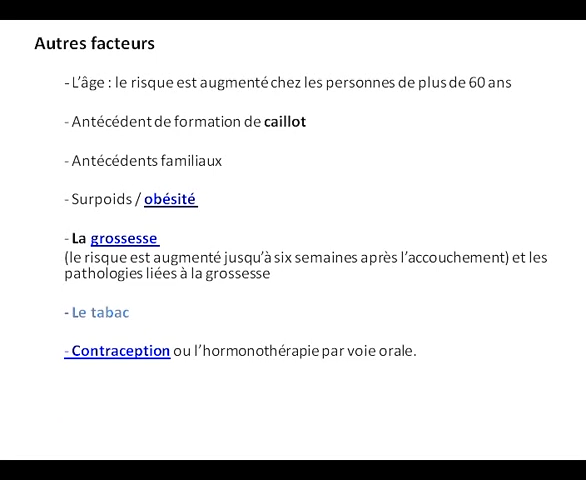 Autres facteurs
- L'âge : le risque est augmenté chez les personnes de plus de 60 ans
- Antécédent de formation de caillot
- Antécédents familiaux
- Surpoids / obésité
- La grossesse
(le risque est augmenté jusqu'à six semaines après l'accouchement) et les
pathologies liées à la grossesse
- Le tabac
- Contraception ou l'hormonothérapie par voie orale.